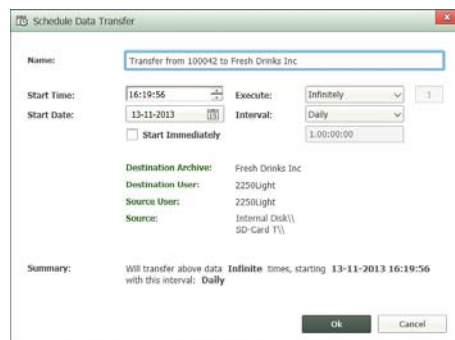 Schedule Data Transfer
Name: Transfer from 100042 to Fresh Drinks Inc
Start Time: 16:19:56 Execute: Infinitely 1
Start Date: 13-11-2013 Interval: Daily
Start Immediately 1.00:00:00
Destination Archive: Fresh Drinks Inc
Destination User: 2250Light
Source User: 2250Light
Source: Internal Disk\\
SD-Card T\\
Summary: Will transfer above data Infinite times, starting 13-11-2013 16:19:56
with this interval: Daily
Ok Cancel